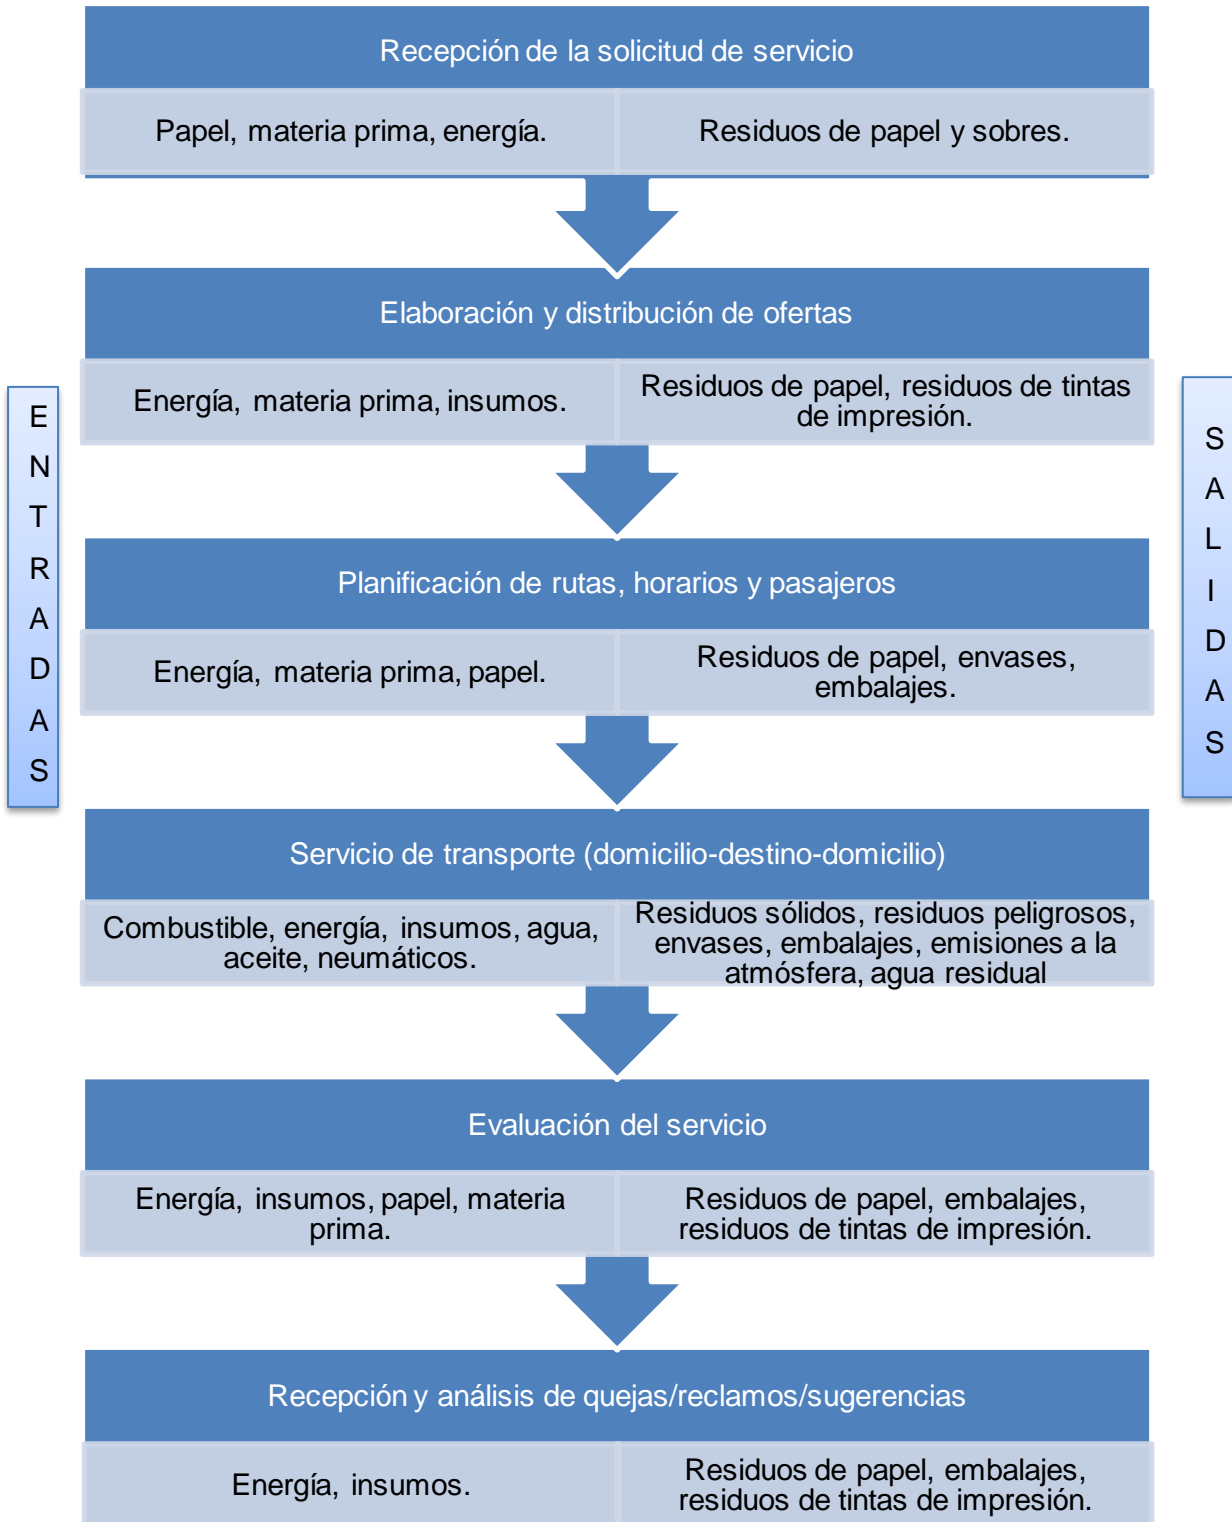 Recepción de la solicitud de servicio
Papel, materia prima, energía.
Residuos de papel y sobres.
Elaboración y distribución de ofertas
Energía, materia prima, insumos.
Residuos de papel, residuos de tintas
de impresión.
Planificación de rutas, horarios y pasajeros
Energía, materia prima, papel.
Residuos de papel, envases,
embalajes.
Servicio de transporte (domicilio-destino-domicilio)
Combustible, energía, insumos, agua,
aceite, neumáticos.
Residuos sólidos, residuos peligrosos,
envases, embalajes, emisiones a la
atmósfera, agua residual
Evaluación del servicio
Energía, insumos, papel, materia
prima.
Residuos de papel, embalajes,
residuos de tintas de impresión.
Recepción y análisis de quejas/reclamos/sugerencias
Energía, insumos.
Residuos de papel, embalajes,
residuos de tintas de impresión.
E
N
T
R
A
D
A
S
S
A
L
I
D
A
S